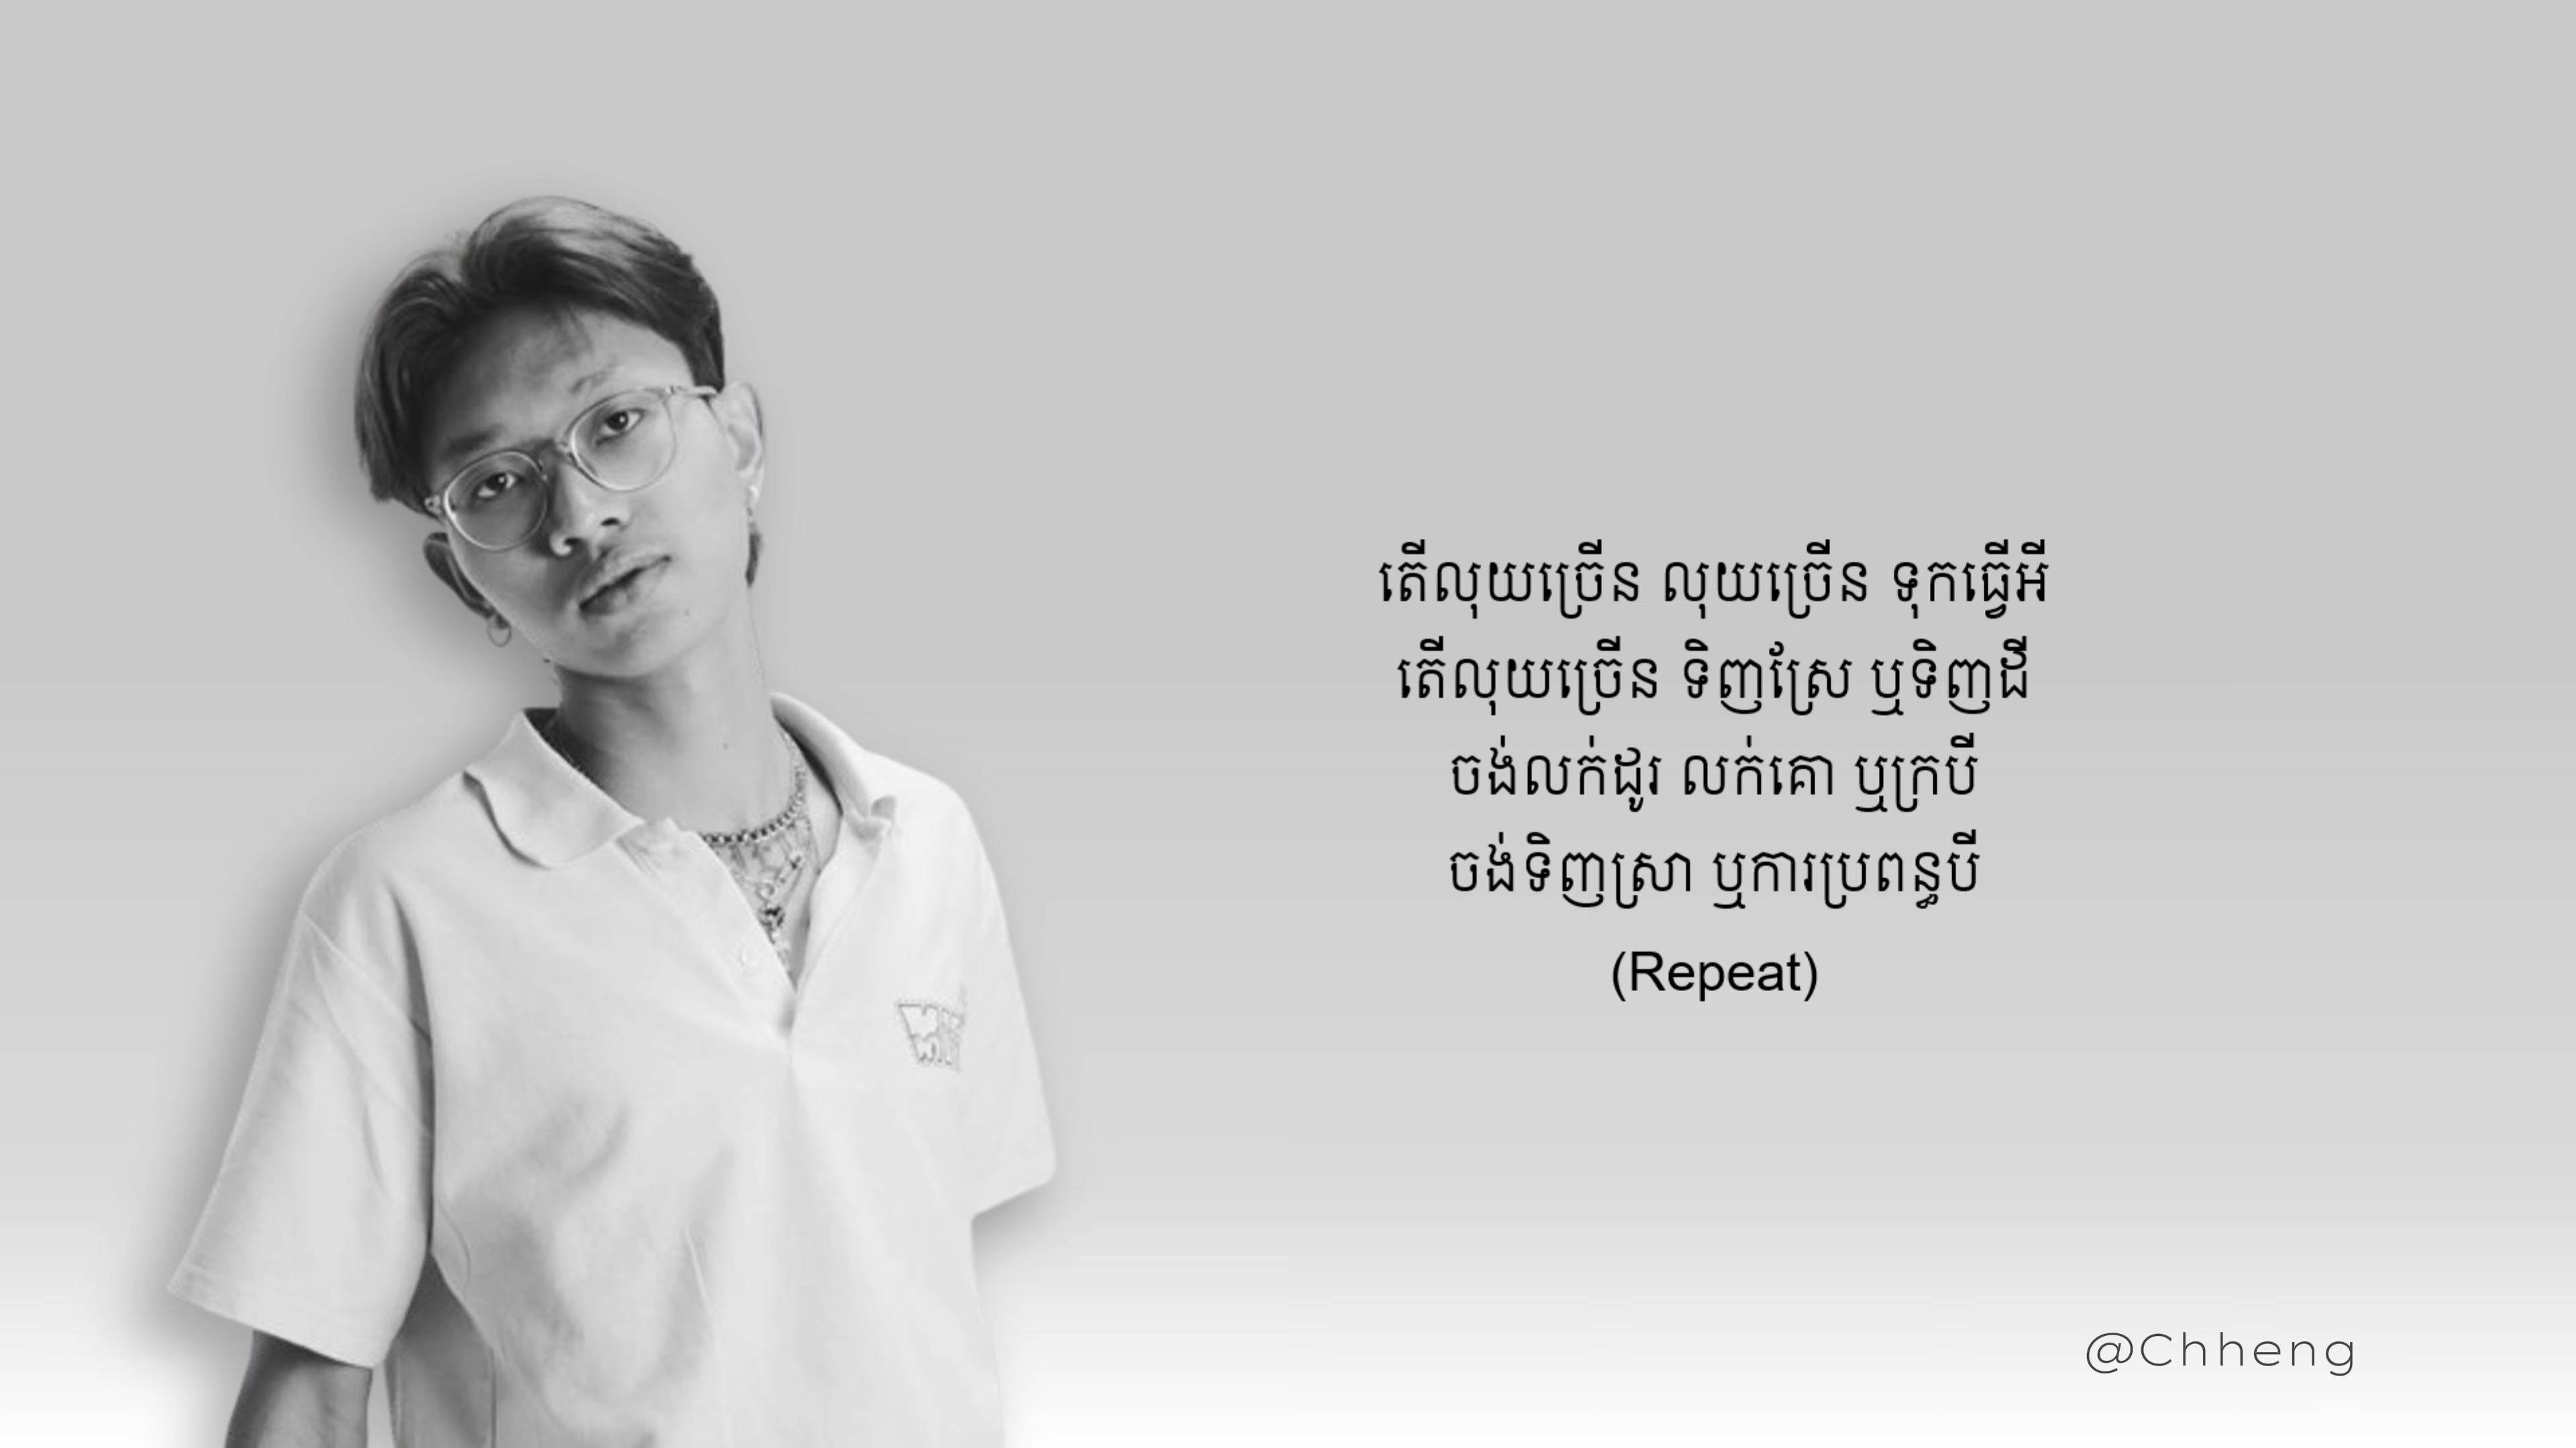 តើលុយច្រើន លុយច្រើន ទុកធ្វើអី
តើលុយច្រើន ទិញស្រែ ឬទិញដី
ចង់លក់ដូរ លក់គោ ឬក្របី
ចង់ទិញស្រា ឬការប្រពន្ធបី
(Repeat)
@Chheng